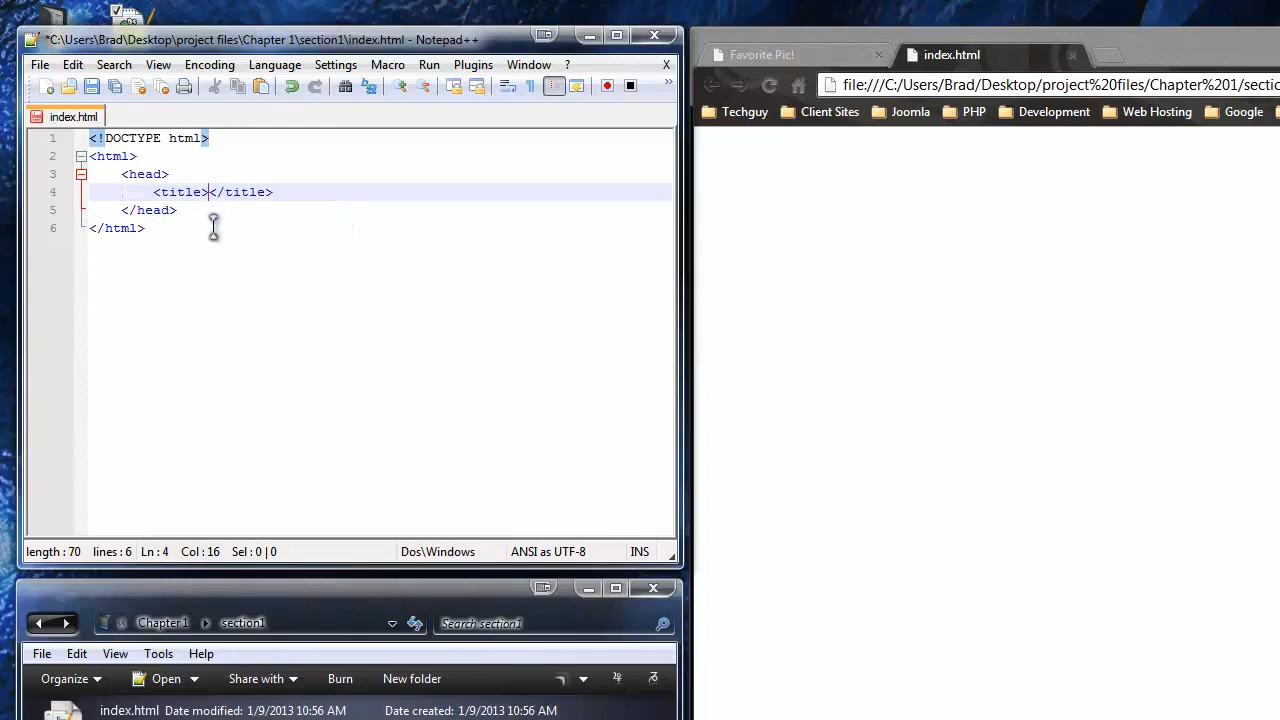 *C:\Users\Brad\Desktop\project files\Chapter 1\section1\index.html - Notepad++
File Edit Search View Encoding Language Settings Macro Run Plugins Window ? X
index.html
1 <!DOCTYPE html>
2 <html>
3 <head>
4 <title></title>
5 </head>
6 </html>
length : 70 lines : 6 Ln : 4 Col : 16 Sel : 0 | 0 Dos\Windows ANSI as UTF-8 INS
Chapter 1 section1 Search section1
File Edit View Tools Help
Organize Open Share with Burn New folder
index.html Date modified: 1/9/2013 10:56 AM Date created: 1/9/2013 10:56 AM
Favorite Pic! index.html
file:///C:/Users/Brad/Desktop/project%20files/Chapter%201/sectio
Techguy Client Sites Joomla PHP Development Web Hosting Google